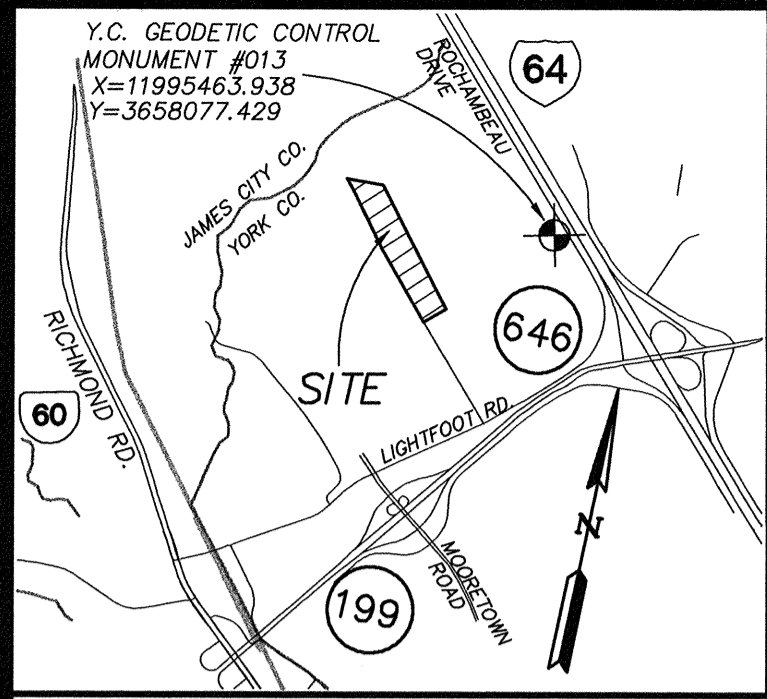 Y.C. GEODETIC CONTROL
MONUMENT #013
X=11995463.938
Y=3658077.429
ROCHAMBEAU
DRIVE
64
JAMES CITY CO.
YORK CO.
646
RICHMOND RD.
60
SITE
LIGHTFOOT RD.
N
MOORETOWN
ROAD
199